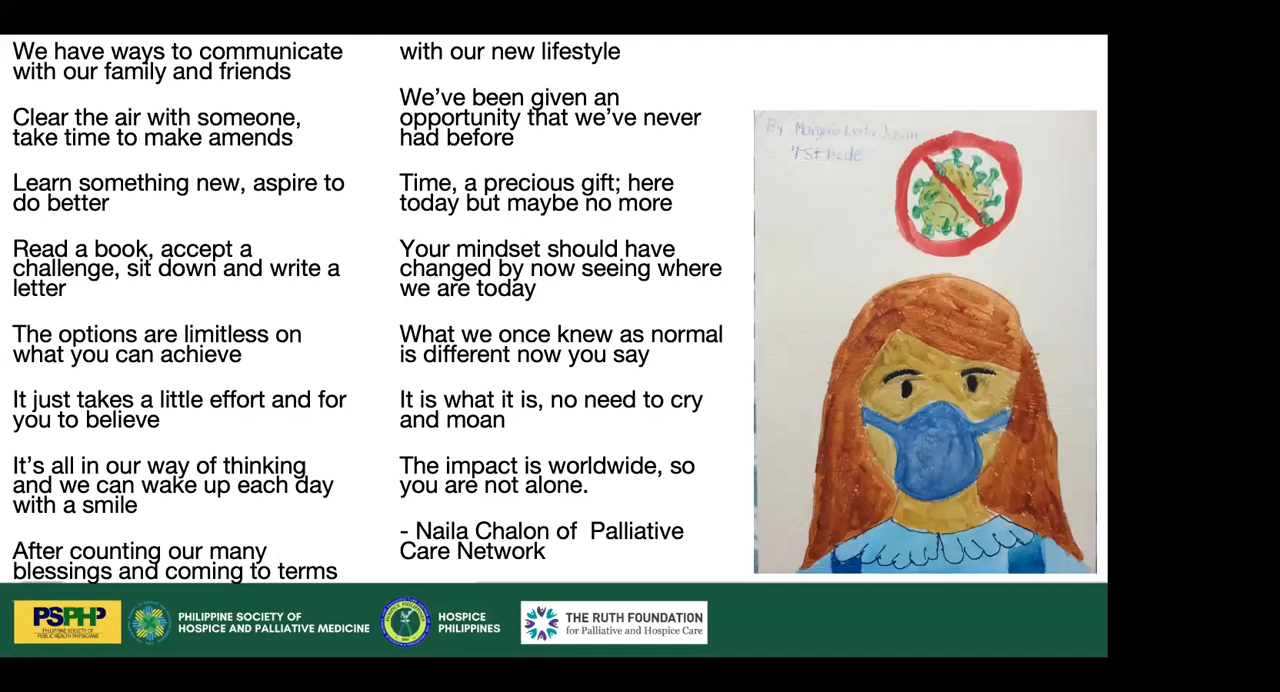 We have ways to communicate
with our family and friends
Clear the air with someone,
take time to make amends
Learn something new, aspire to
do better
Read a book, accept a
challenge, sit down and write a
letter
The options are limitless on
what you can achieve
It just takes a little effort and for
you to believe
It's all in our way of thinking
and we can wake up each day
with a smile
After counting our many
blessings and coming to terms
with our new lifestyle
We've been given an
opportunity that we've never
had before
Time, a precious gift; here
today but maybe no more
Your mindset should have
changed by now seeing where
we are today
What we once knew as normal
is different now you say
It is what it is, no need to cry
and moan
The impact is worldwide, so
you are not alone.
- Naila Chalon of  Palliative
Care Network
By
PSPHP
PHILIPPINE SOCIETY OF
PUBLIC HEALTH PHYSICIANS
PHILIPPINE SOCIETY OF
HOSPICE AND PALLIATIVE MEDICINE
HOSPICE
PHILIPPINES
THE RUTH FOUNDATION
for Palliative and Hospice Care